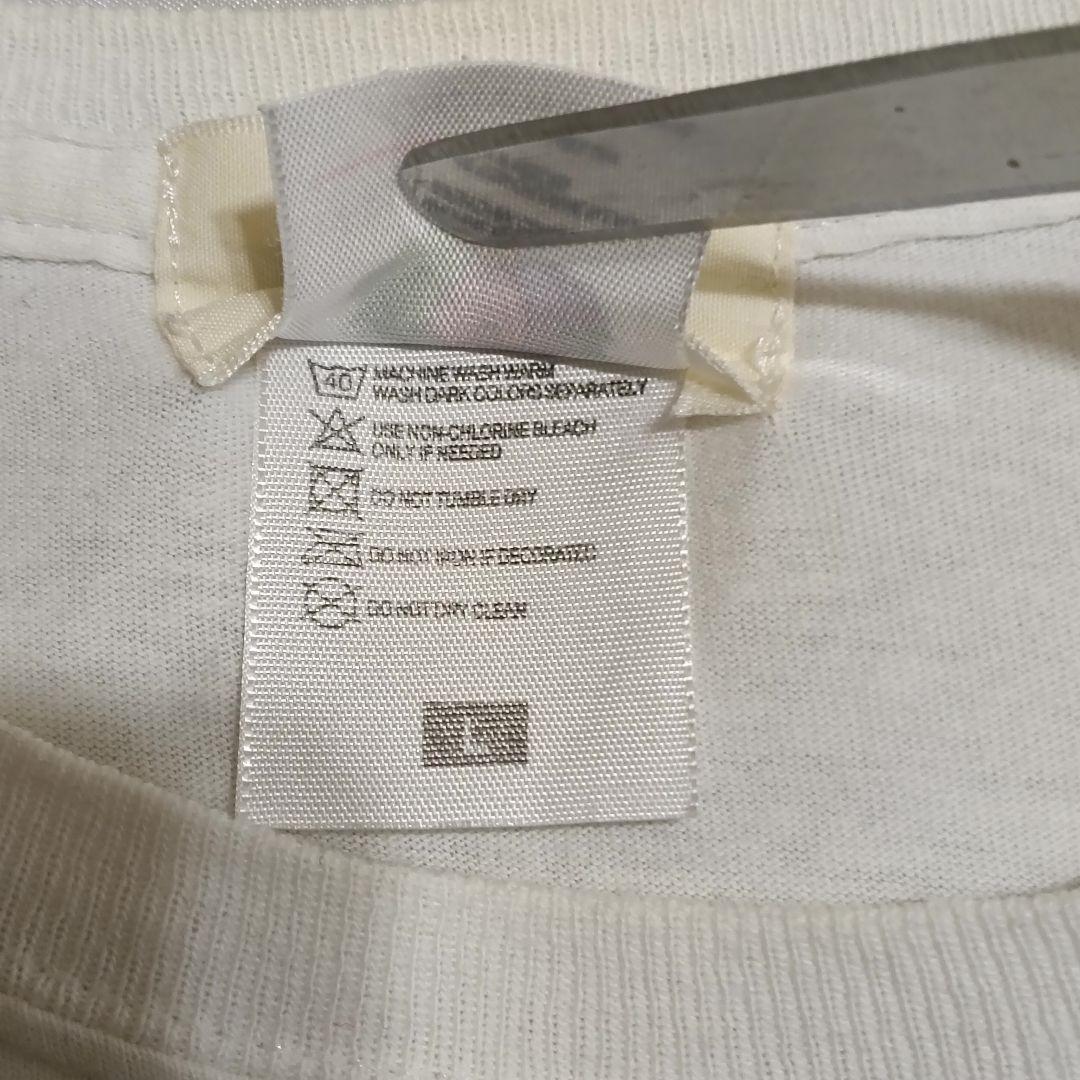 40 MACHINE WASH WARM
WASH DARK COLORS SEPARATELY
USE NON-CHLORINE BLEACH
ONLY IF NEEDED
DO NOT TUMBLE DRY
DO NOT IRON IF DECORATED
DO NOT DRY CLEAN
L